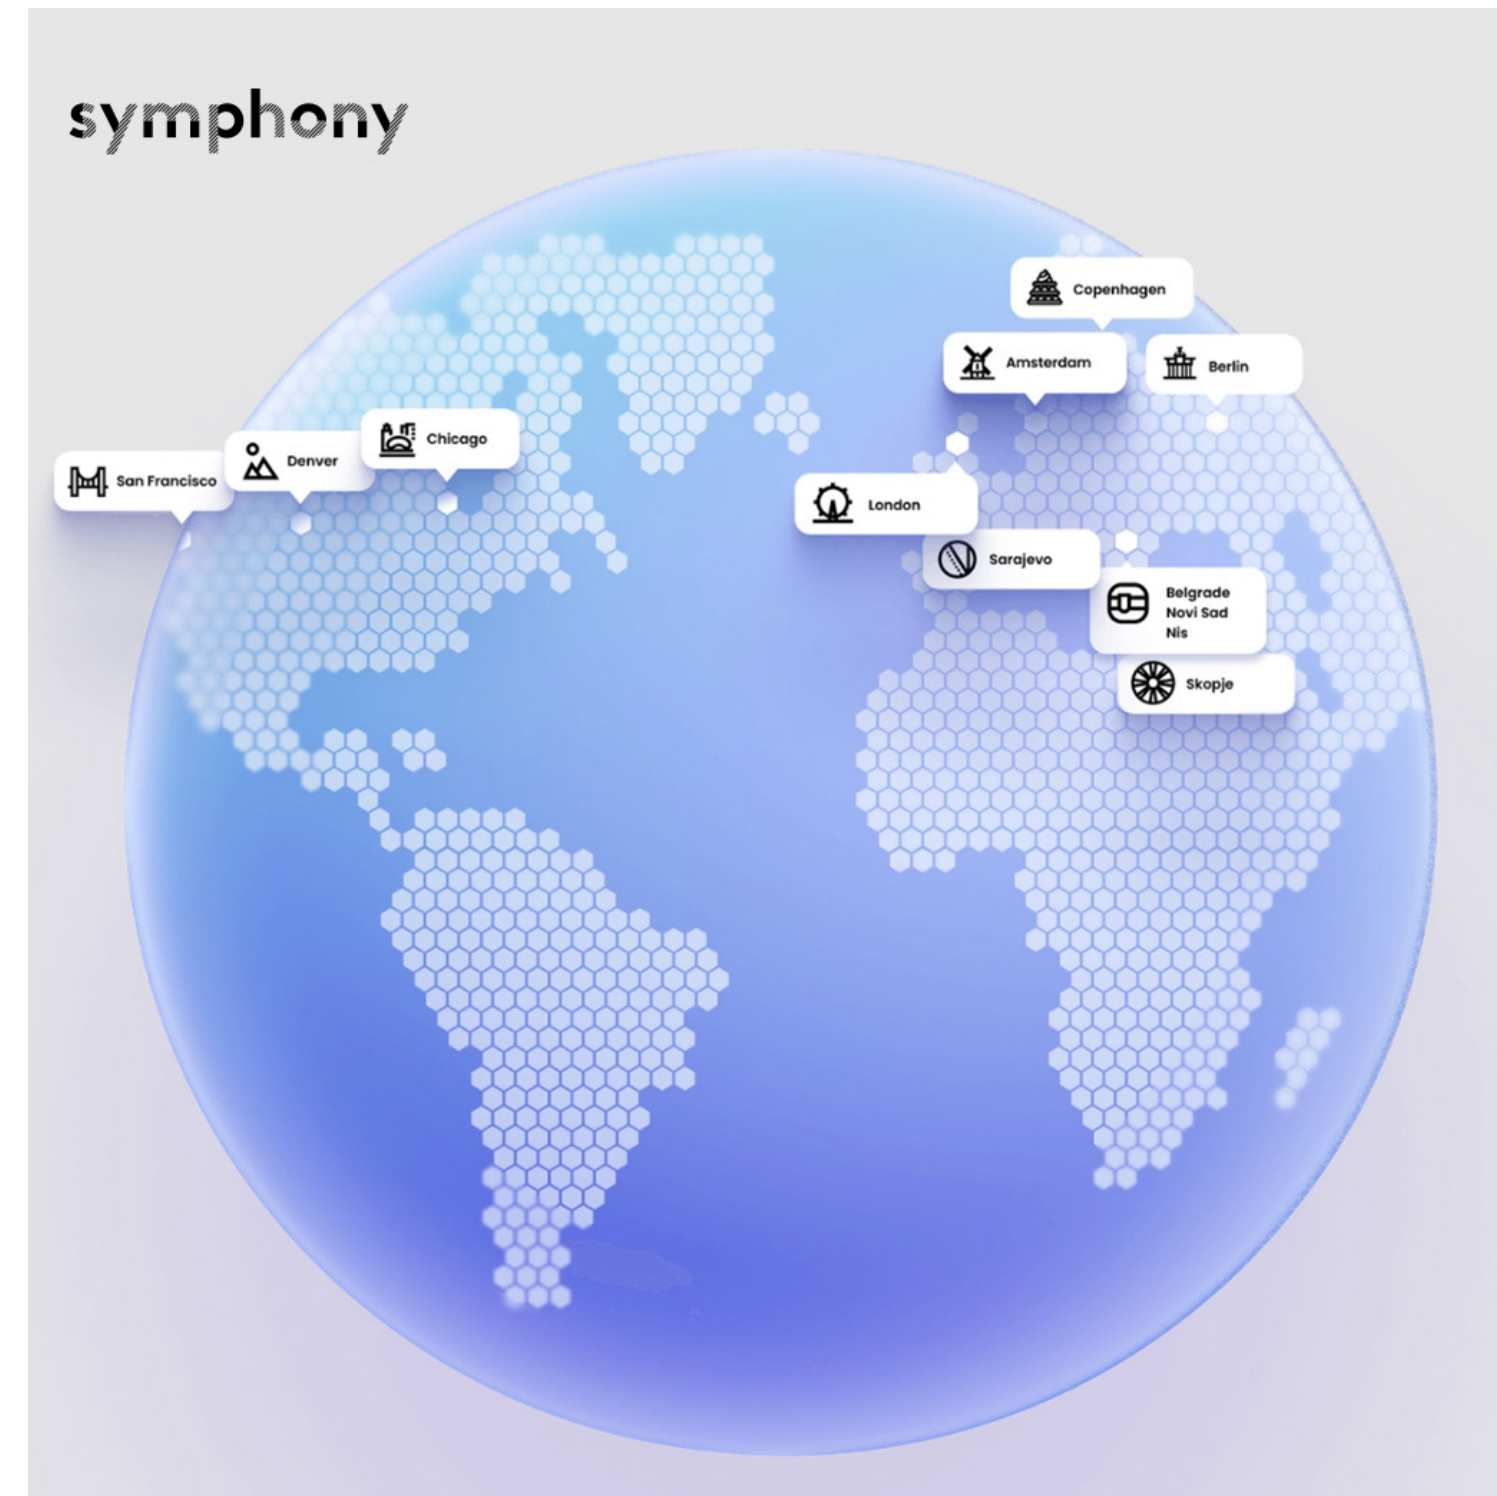 symphony
Copenhagen
Amsterdam
Berlin
Chicago
Denver
San Francisco
London
Sarajevo
Belgrade
Novi Sad
Nis
Skopje